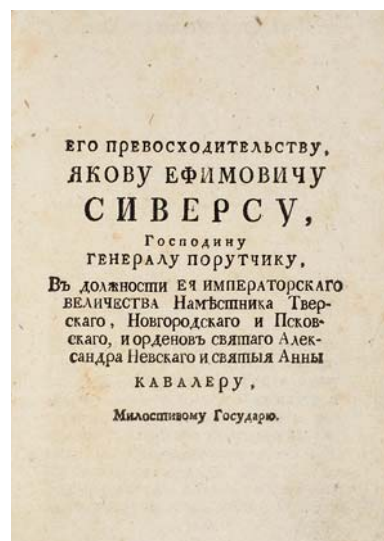 ЕГО ПРЕВОСХОДИТЕЛЬСТВУ,
ЯКОВУ ЕФИМОВИЧУ
СИВЕРСУ,
Господину
ГЕНЕРАЛУ ПОРУТЧИКУ,
Въ должности ЕЯ ИМПЕРАТОРСКАГО
ВЕЛИЧЕСТВА Намѣстника Твер-
скаго, Новгородскаго и Псков-
скаго, и орденовъ святаго Алек-
сандра Невскаго и святыя Анны
КАВАЛЕРУ,
Милостивому Государю.